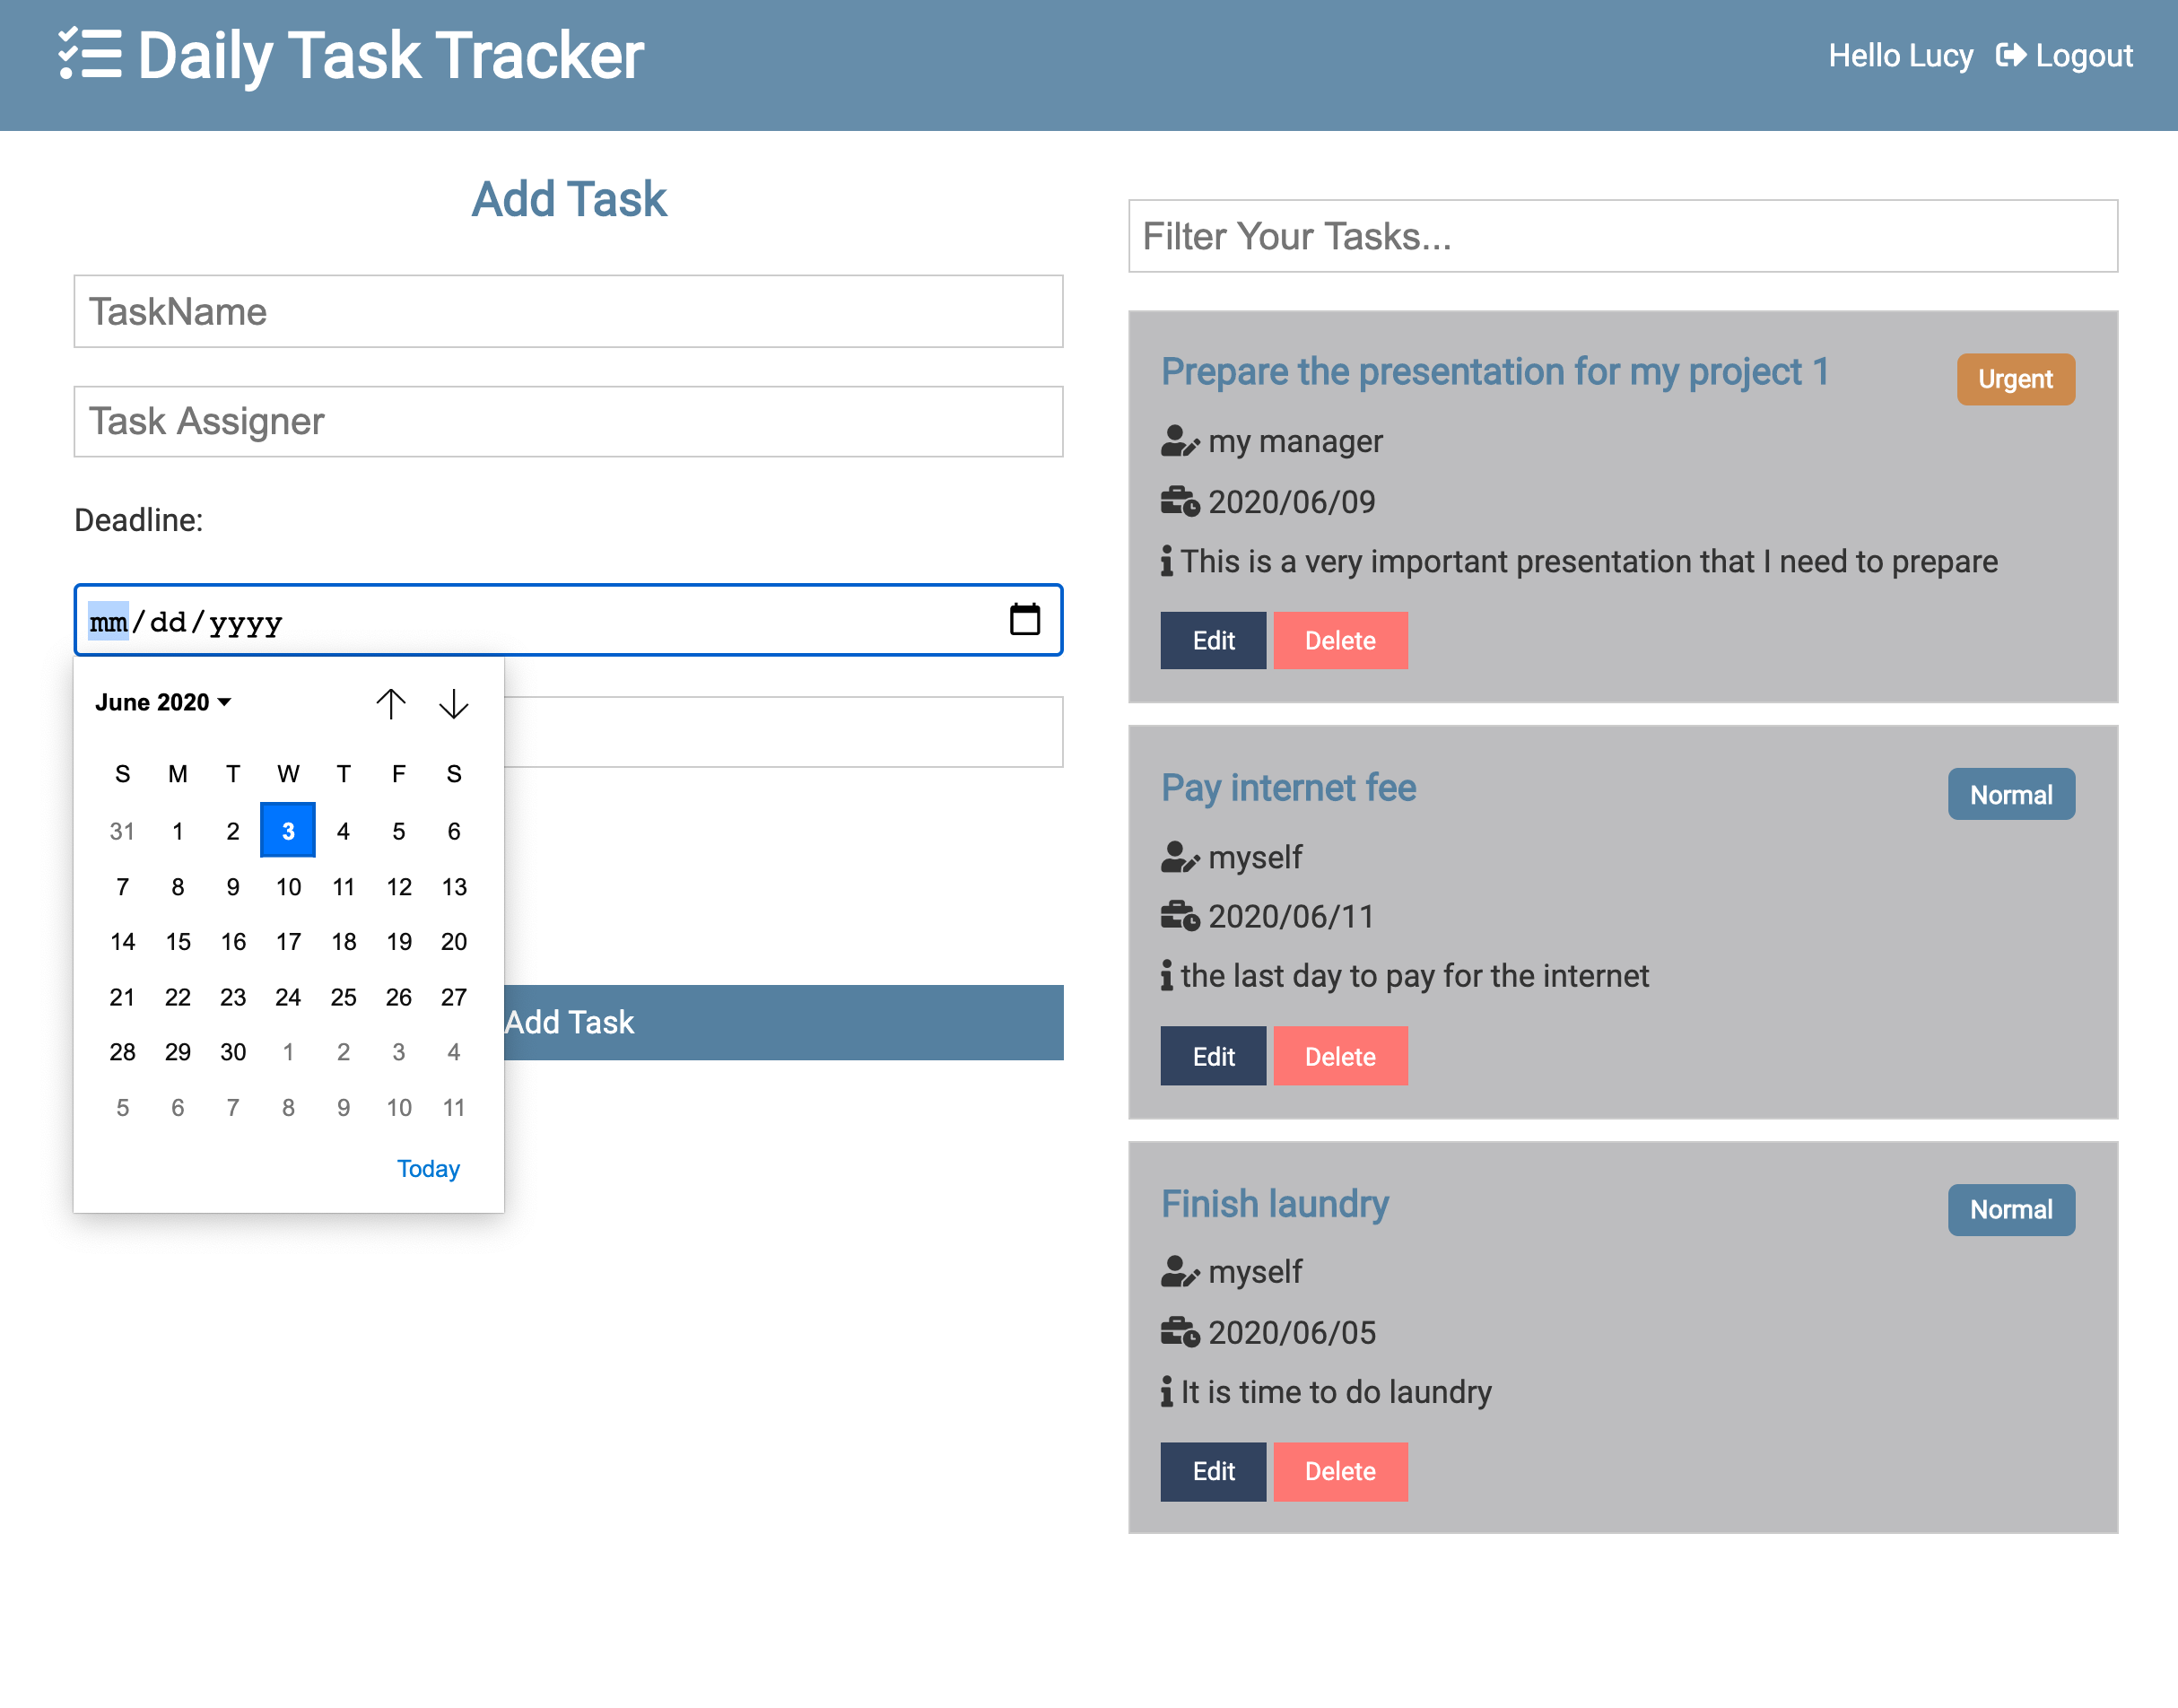 Daily Task Tracker
Hello Lucy Logout
Add Task
TaskName
Task Assigner
Deadline:
mm/dd/yyyy
June 2020
S M T W T F S
31 1 2 3 4 5 6
7 8 9 10 11 12 13
14 15 16 17 18 19 20
21 22 23 24 25 26 27
28 29 30 1 2 3 4
5 6 7 8 9 10 11
Today
Add Task
Filter Your Tasks...
Prepare the presentation for my project 1
Urgent
my manager
2020/06/09
This is a very important presentation that I need to prepare
Edit Delete
Pay internet fee
Normal
myself
2020/06/11
the last day to pay for the internet
Edit Delete
Finish laundry
Normal
myself
2020/06/05
It is time to do laundry
Edit Delete